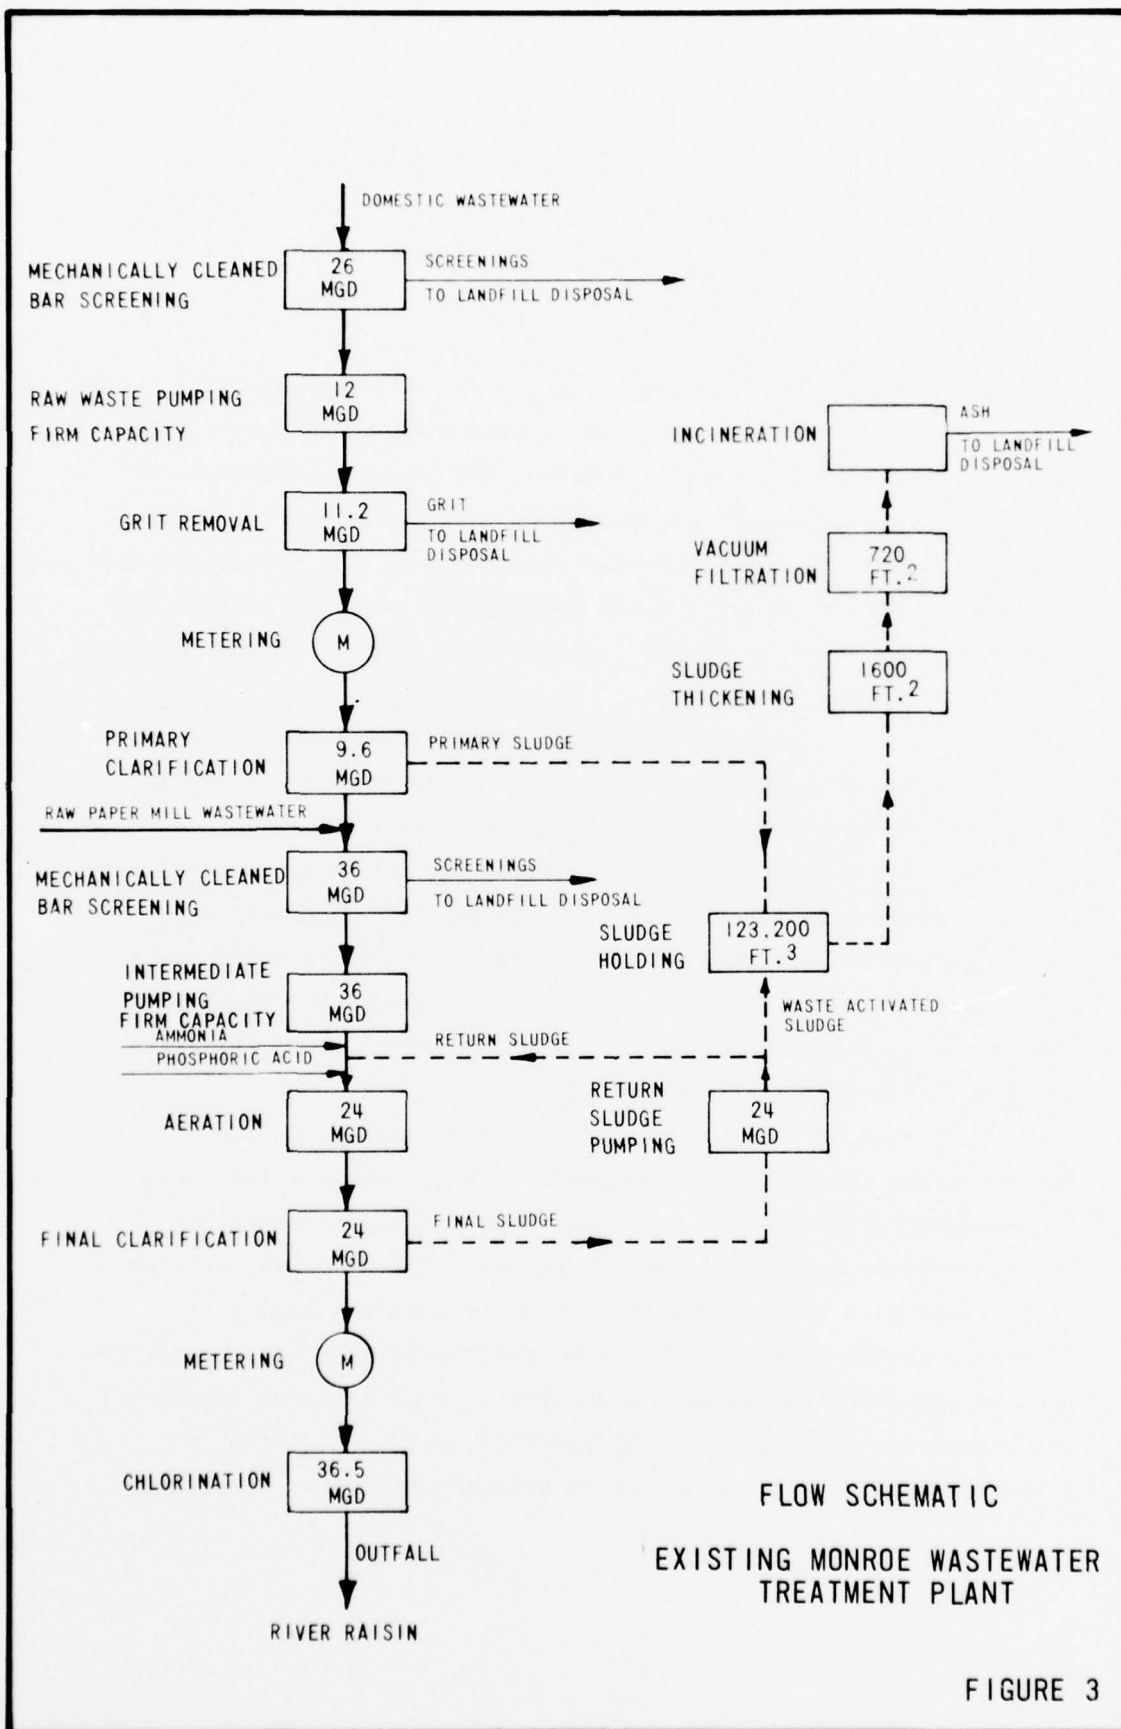 DOMESTIC WASTEWATER
MECHANICALLY CLEANED
BAR SCREENING
26
MGD
SCREENINGS
TO LANDFILL DISPOSAL
RAW WASTE PUMPING
FIRM CAPACITY
12
MGD
GRIT REMOVAL
11.2
MGD
GRIT
TO LANDFILL
DISPOSAL
METERING
M
PRIMARY
CLARIFICATION
9.6
MGD
PRIMARY SLUDGE
RAW PAPER MILL WASTEWATER
MECHANICALLY CLEANED
BAR SCREENING
36
MGD
SCREENINGS
TO LANDFILL DISPOSAL
INTERMEDIATE
PUMPING
FIRM CAPACITY
36
MGD
AMMONIA
PHOSPHORIC ACID
RETURN SLUDGE
AERATION
24
MGD
FINAL CLARIFICATION
24
MGD
FINAL SLUDGE
METERING
M
CHLORINATION
36.5
MGD
OUTFALL
RIVER RAISIN
INCINERATION
ASH
TO LANDFILL
DISPOSAL
VACUUM
FILTRATION
720
FT.2
SLUDGE
THICKENING
1600
FT.2
SLUDGE
HOLDING
123.200
FT.3
WASTE ACTIVATED
SLUDGE
RETURN
SLUDGE
PUMPING
24
MGD
FLOW SCHEMATIC
EXISTING MONROE WASTEWATER
TREATMENT PLANT
FIGURE 3